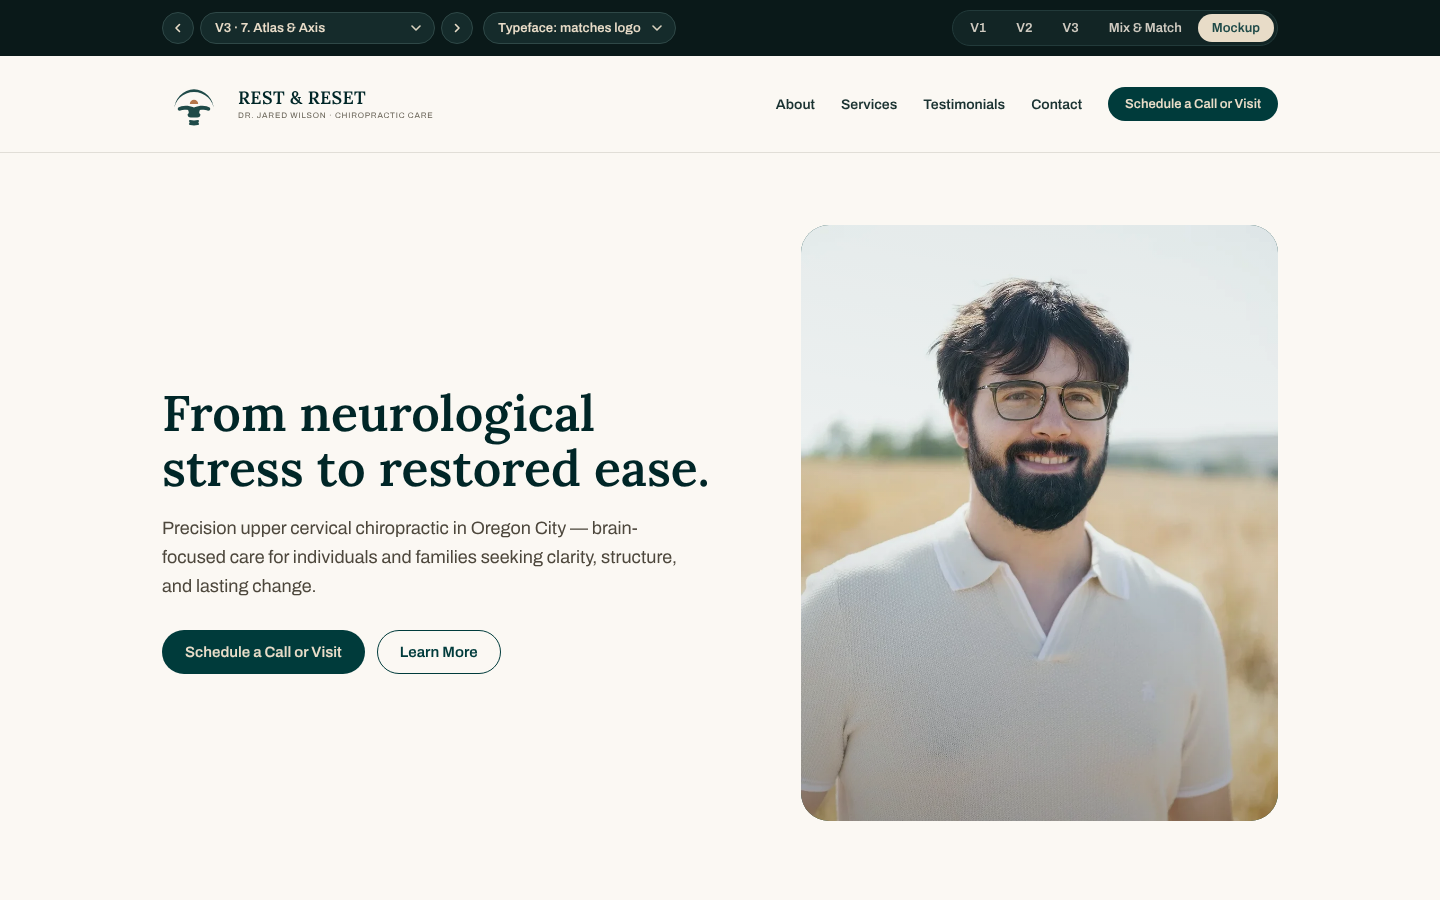 V3 · 7. Atlas & Axis
Typeface: matches logo
V1
V2
V3
Mix & Match
Mockup
REST & RESET
DR. JARED WILSON · CHIROPRACTIC CARE
About
Services
Testimonials
Contact
Schedule a Call or Visit
From neurological
stress to restored ease.
Precision upper cervical chiropractic in Oregon City — brain-
focused care for individuals and families seeking clarity, structure,
and lasting change.
Schedule a Call or Visit
Learn More